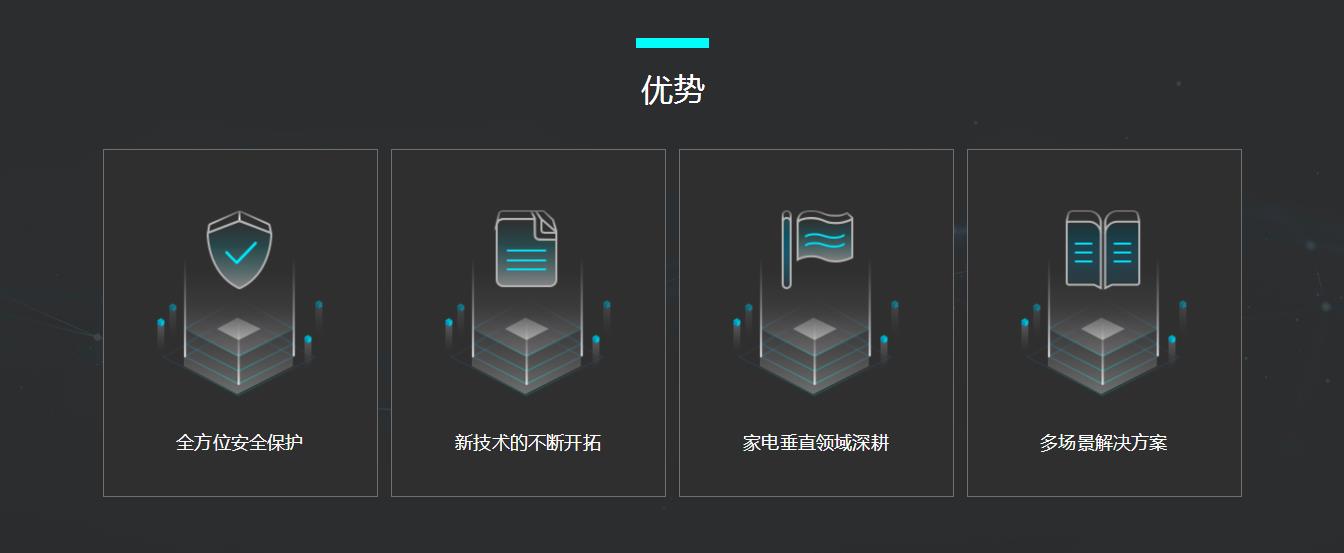 优势
全方位安全保护
新技术的不断开拓
家电垂直领域深耕
多场景解决方案